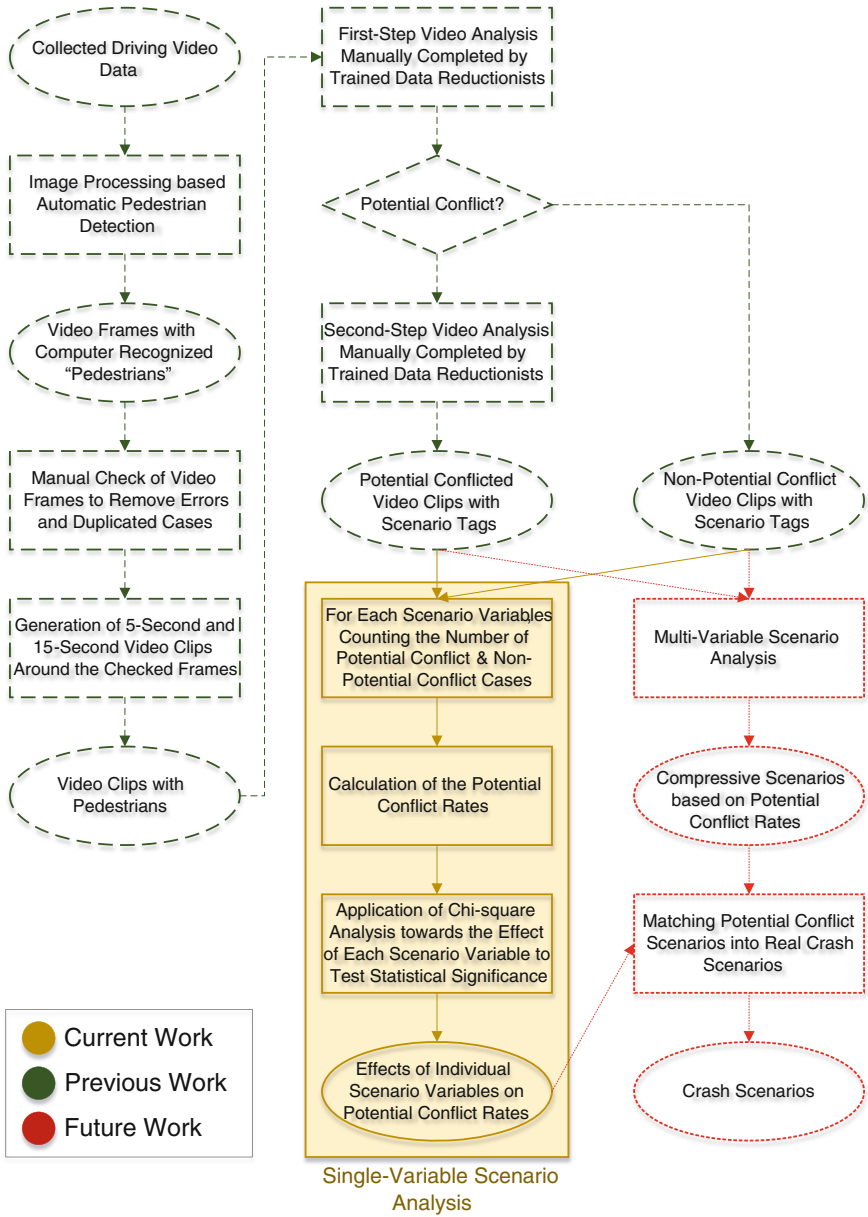 Collected Driving Video
Data
Image Processing based
Automatic Pedestrian
Detection
Video Frames with
Computer Recognized
“Pedestrians”
Manual Check of Video
Frames to Remove Errors
and Duplicated Cases
Generation of 5-Second and
15-Second Video Clips
Around the Checked Frames
Video Clips with
Pedestrians
First-Step Video Analysis
Manually Completed by
Trained Data Reductionists
Potential Conflict?
Second-Step Video Analysis
Manually Completed by
Trained Data Reductionists
Potential Conflicted
Video Clips with
Scenario Tags
Non-Potential Conflict
Video Clips with
Scenario Tags
For Each Scenario Variables,
Counting the Number of
Potential Conflict & Non-
Potential Conflict Cases
Calculation of the Potential
Conflict Rates
Application of Chi-square
Analysis towards the Effect
of Each Scenario Variable to
Test Statistical Significance
Effects of Individual
Scenario Variables on
Potential Conflict Rates
Single-Variable Scenario
Analysis
Multi-Variable Scenario
Analysis
Compressive Scenarios
based on Potential
Conflict Rates
Matching Potential Conflict
Scenarios into Real Crash
Scenarios
Crash Scenarios
Current Work
Previous Work
Future Work